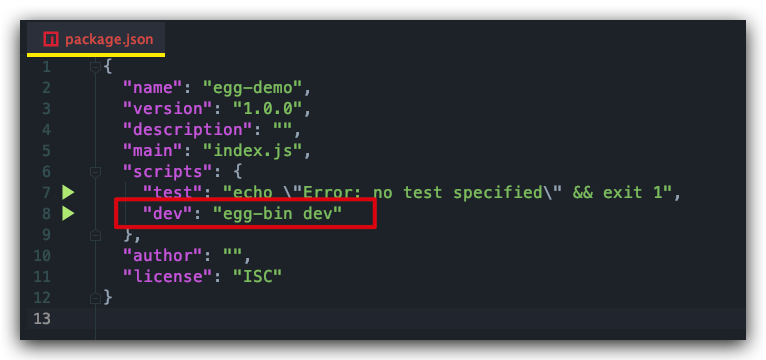 package.json
1 {
2 "name": "egg-demo",
3 "version": "1.0.0",
4 "description": "",
5 "main": "index.js",
6 "scripts": {
7 "test": "echo \"Error: no test specified\" && exit 1",
8 "dev": "egg-bin dev"
9 },
10 "author": "",
11 "license": "ISC"
12 }
13